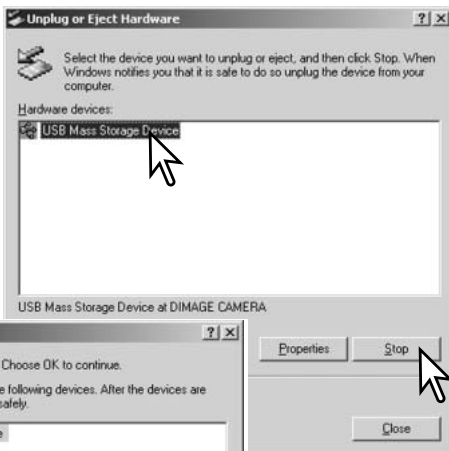 Unplug or Eject Hardware
Select the device you want to unplug or eject, and then click Stop. When
Windows notifies you that it is safe to do so unplug the device from your
computer.
Hardware devices:
USB Mass Storage Device
USB Mass Storage Device at DIMAGE CAMERA
Properties
Stop
Close
Choose OK to continue.
following devices. After the devices are
safely.